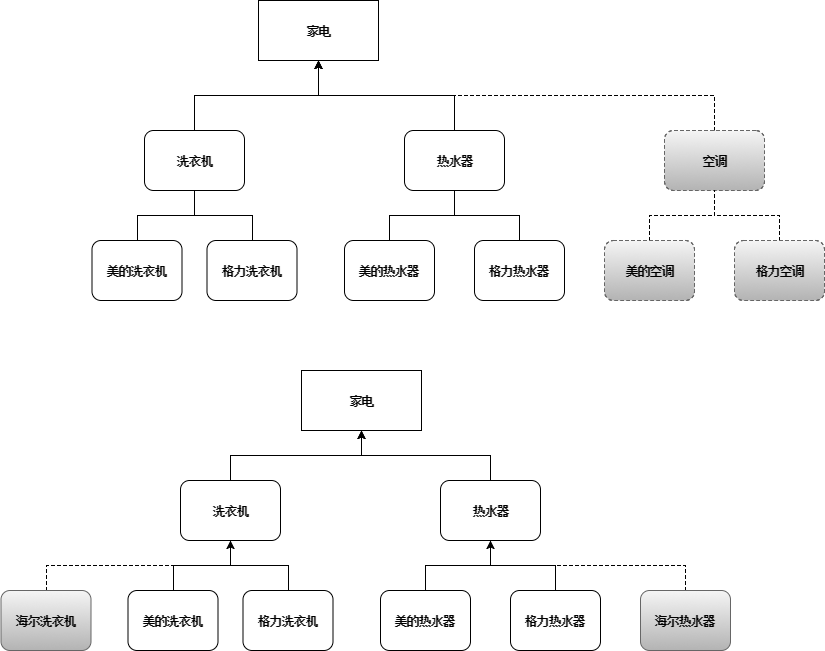 家电
洗衣机
热水器
空调
美的洗衣机
格力洗衣机
美的热水器
格力热水器
美的空调
格力空调
家电
洗衣机
热水器
海尔洗衣机
美的洗衣机
格力洗衣机
美的热水器
格力热水器
海尔热水器